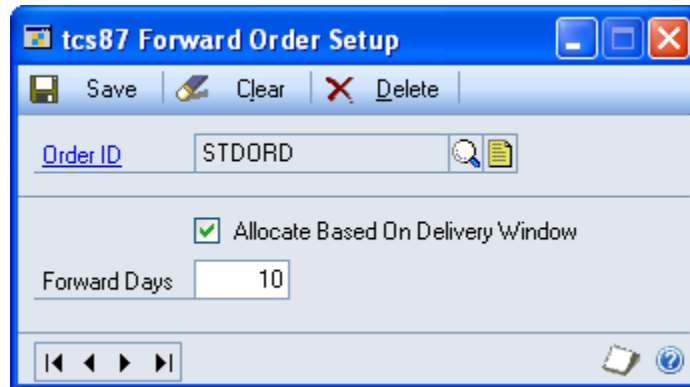 tcs87 Forward Order Setup
Save Clear Delete
Order ID STDORD
Allocate Based On Delivery Window
Forward Days 10